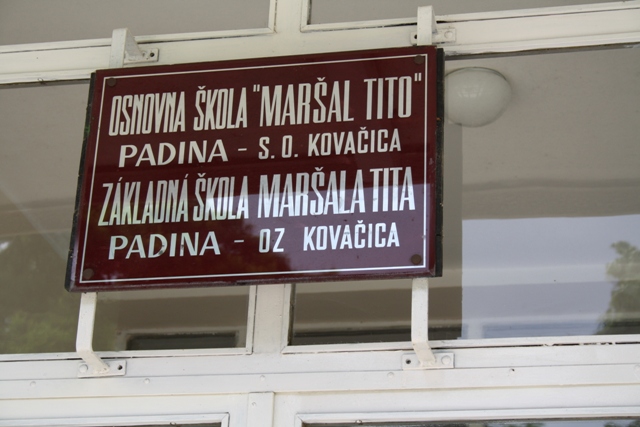 OSNOVNA ŠKOLA "MARŠAL TITO"
PADINA - S. O. KOVAČICA
ZÁKLADNÁ ŠKOLA MARŠALA TITA
PADINA - OZ KOVAČICA